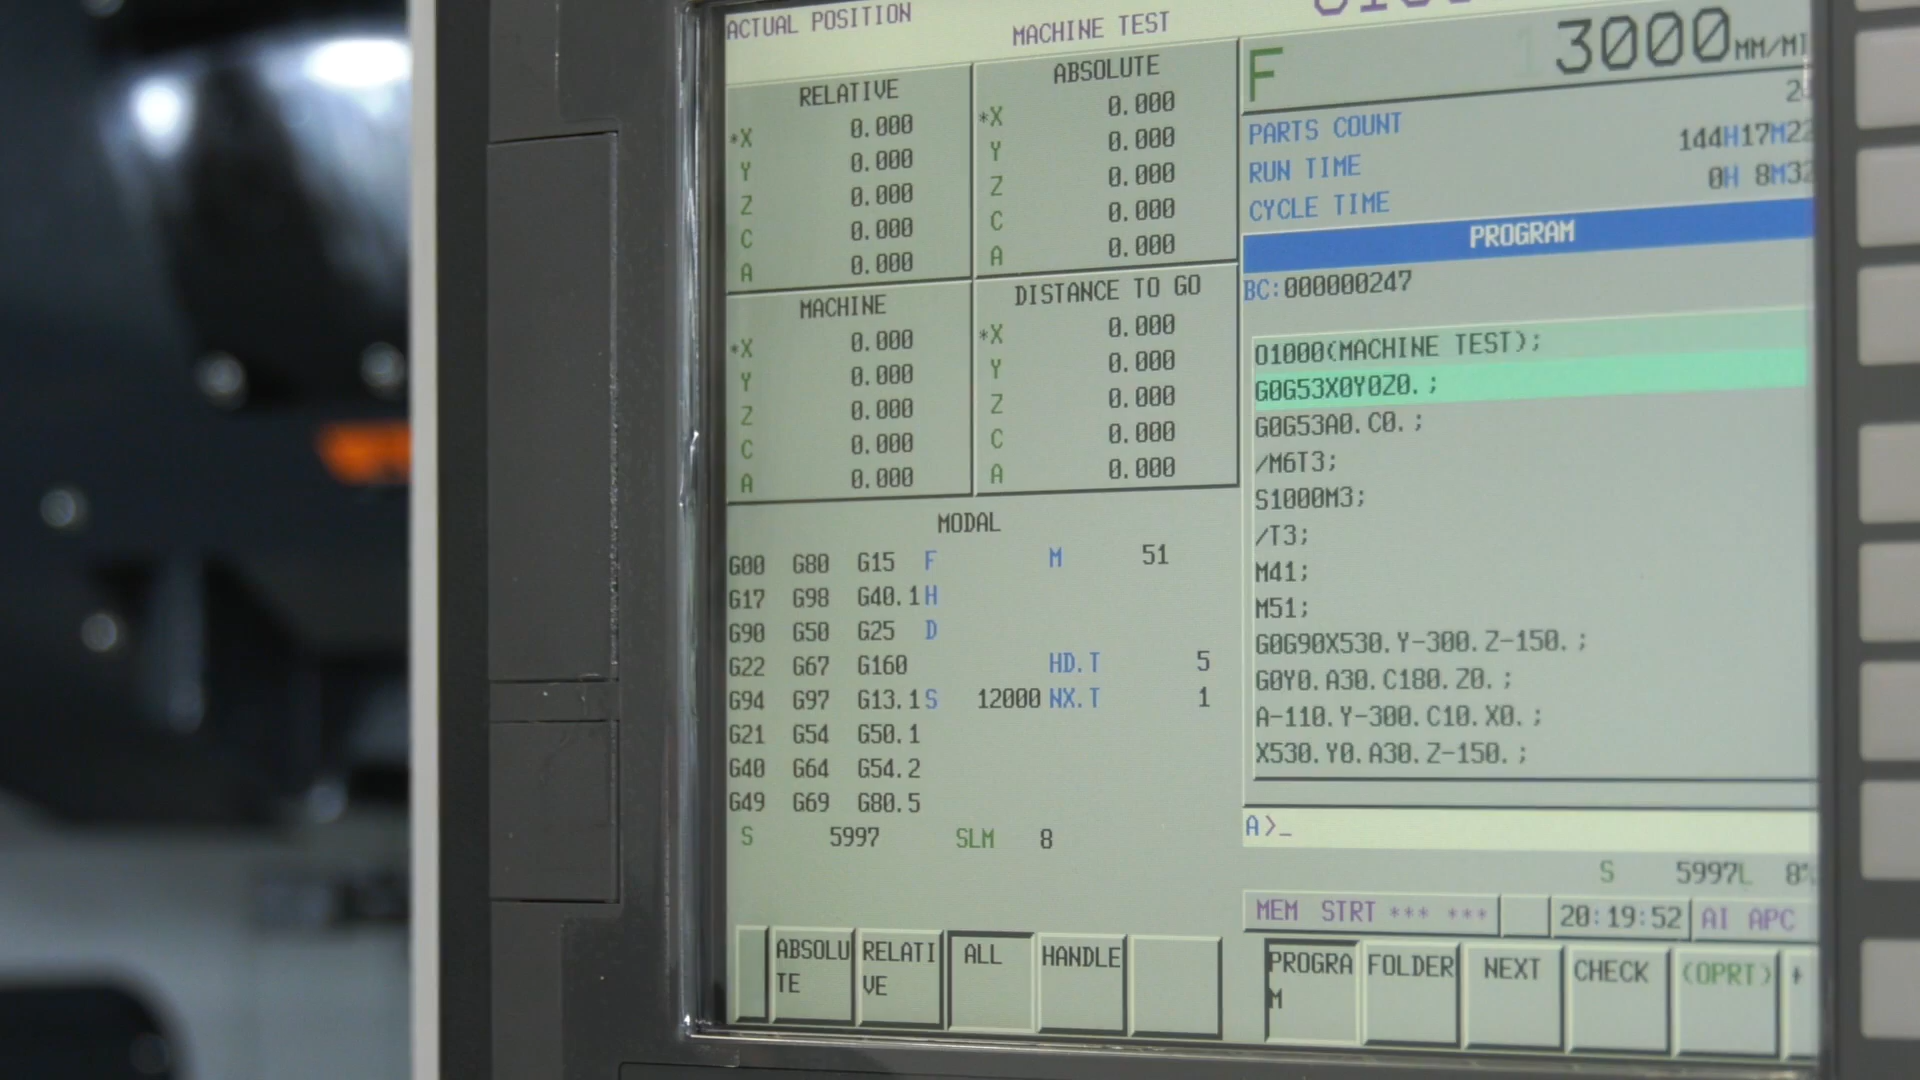 ACTUAL POSITION
MACHINE TEST
RELATIVE
*X 0.000
Y 0.000
Z 0.000
C 0.000
A 0.000
ABSOLUTE
*X 0.000
Y 0.000
Z 0.000
C 0.000
A 0.000
MACHINE
*X 0.000
Y 0.000
Z 0.000
C 0.000
A 0.000
DISTANCE TO GO
*X 0.000
Y 0.000
Z 0.000
C 0.000
A 0.000
MODAL
G00 G80 G15 F M 51
G17 G98 G40.1 H
G90 G50 G25 D
G22 G67 G160 HD.T 5
G94 G97 G13.1 S 12000 NX.T 1
G21 G54 G50.1
G40 G64 G54.2
G49 G69 G80.5
S 5997 SLM 8
ABSOLUTE RELATIVE ALL HANDLE
F 3000 MM/MI
PARTS COUNT
RUN TIME 144H17M22
CYCLE TIME 0H 8M32
PROGRAM
BC:000000247
O1000(MACHINE TEST);
G0G53X0Y0Z0.;
G0G53A0.C0.;
/M6T3;
S1000M3;
/T3;
M41;
M51;
G0G90X530.Y-300.Z-150.;
G0Y0.A30.C180.Z0.;
A-110.Y-300.C10.X0.;
X530.Y0.A30.Z-150.;
A>_
S 5997L 8%
MEM STRT *** *** 20:19:52 AI APC
PROGRAM FOLDER NEXT CHECK (OPRT) +